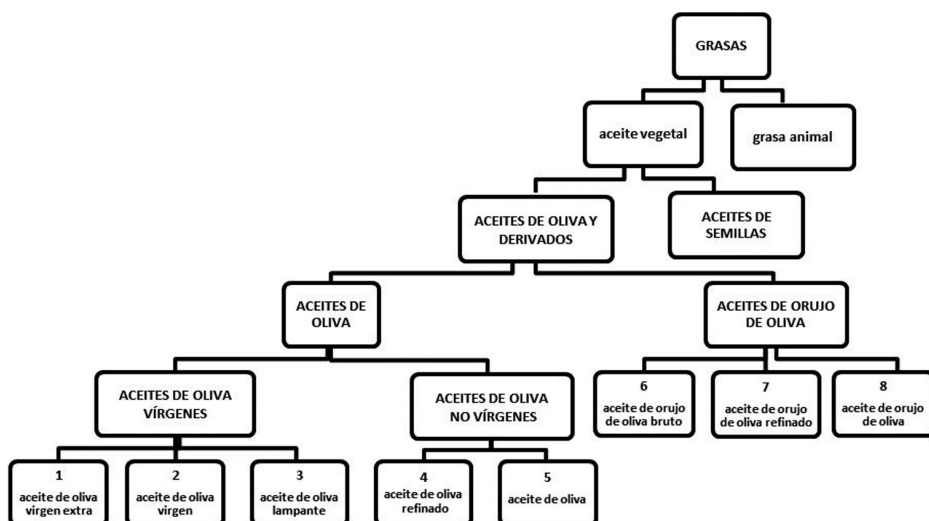 GRASAS
aceite vegetal
grasa animal
ACEITES DE OLIVA Y
DERIVADOS
ACEITES DE
SEMILLAS
ACEITES DE
OLIVA
ACEITES DE ORUJO
DE OLIVA
ACEITES DE OLIVA
VÍRGENES
ACEITES DE OLIVA
NO VÍRGENES
6
aceite de orujo
de oliva bruto
7
aceite de orujo
de oliva refinado
8
aceite de orujo
de oliva
1
aceite de oliva
virgen extra
2
aceite de oliva
virgen
3
aceite de oliva
lampante
4
aceite de oliva
refinado
5
aceite de oliva